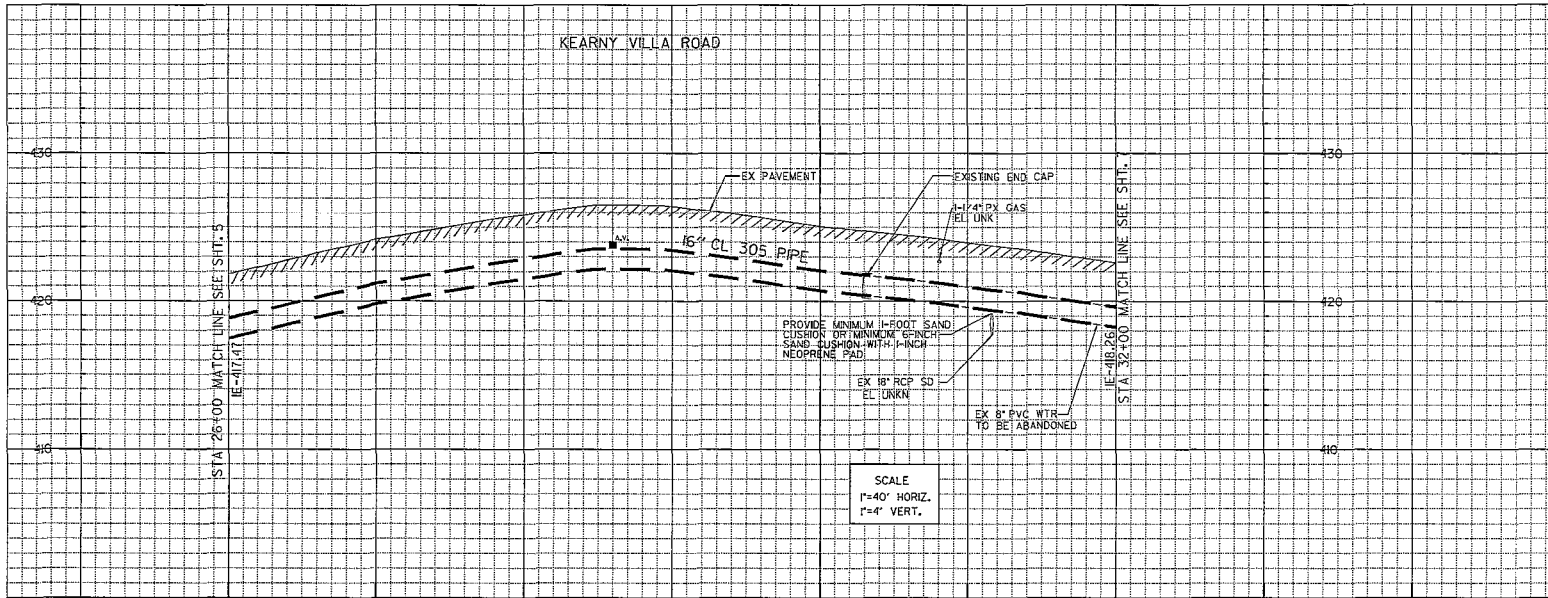 KEARNY VILLA ROAD
430
430
EX PAVEMENT
EXISTING END CAP
1-1/4" PX GAS
EL UNK
A.V.
16" CL 305 PIPE
420
420
STA 26+00 MATCH LINE SEE SHT. 5
IE=417.47
PROVIDE MINIMUM 1-FOOT SAND
CUSHION OR MINIMUM 6-INCH
SAND CUSHION WITH 1-INCH
NEOPRENE PAD
EX 18" RCP SD
EL UNKN
EX 8" PVC WTR
TO BE ABANDONED
IE=418.26
STA 32+00 MATCH LINE SEE SHT. 7
410
410
SCALE
1"=40' HORIZ.
1"=4' VERT.